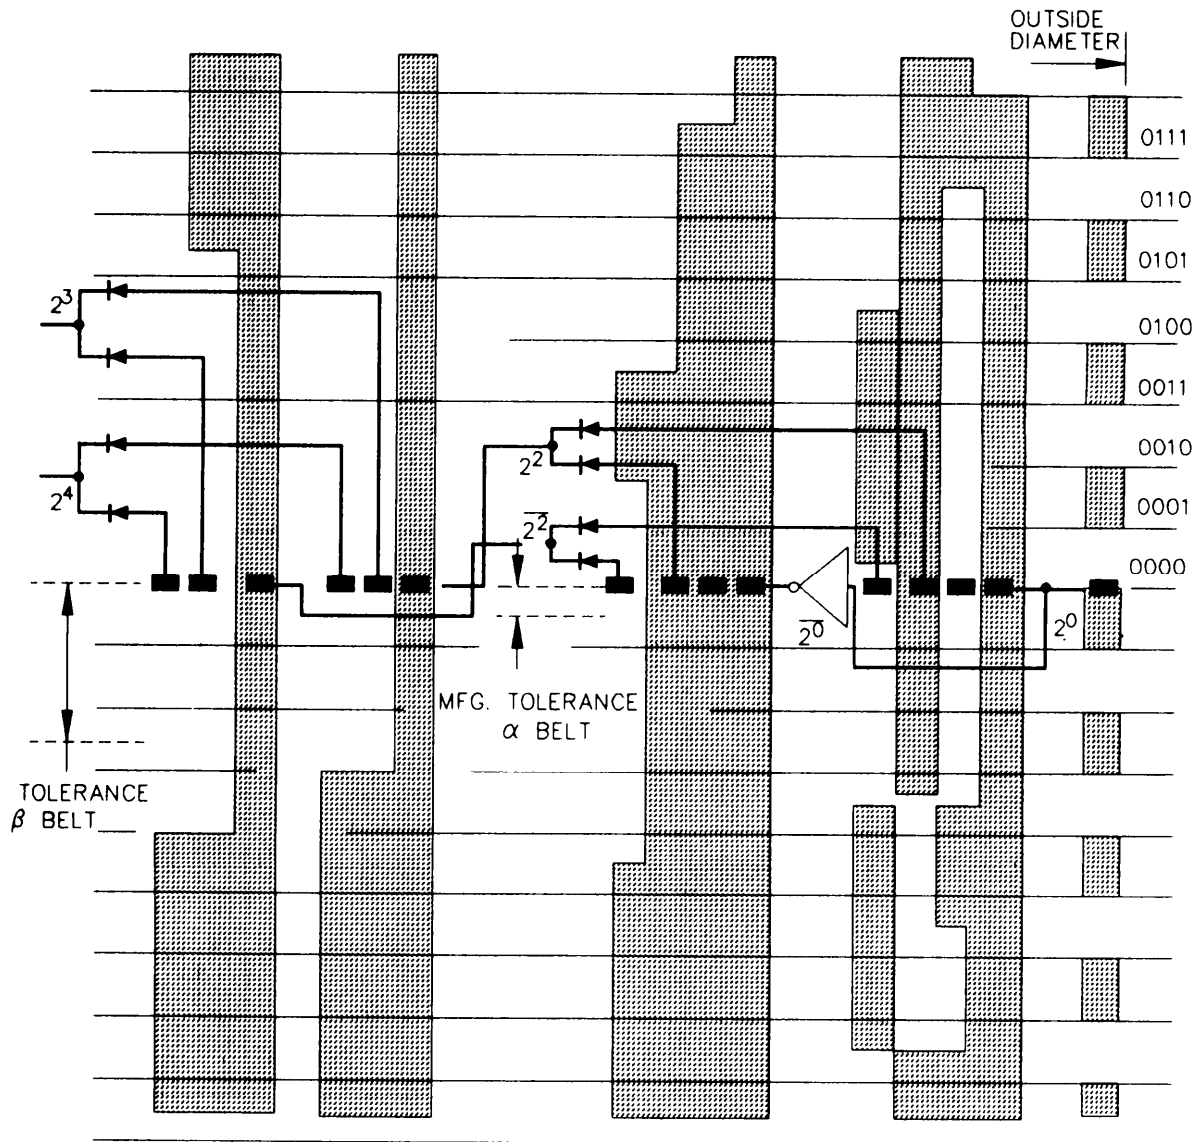 OUTSIDE
DIAMETER
0111
0110
0101
2³
0100
0011
0010
2²
2⁴
2̅²̅
0001
0000
2̅⁰̅
2⁰
MFG. TOLERANCE
α BELT
TOLERANCE
β BELT